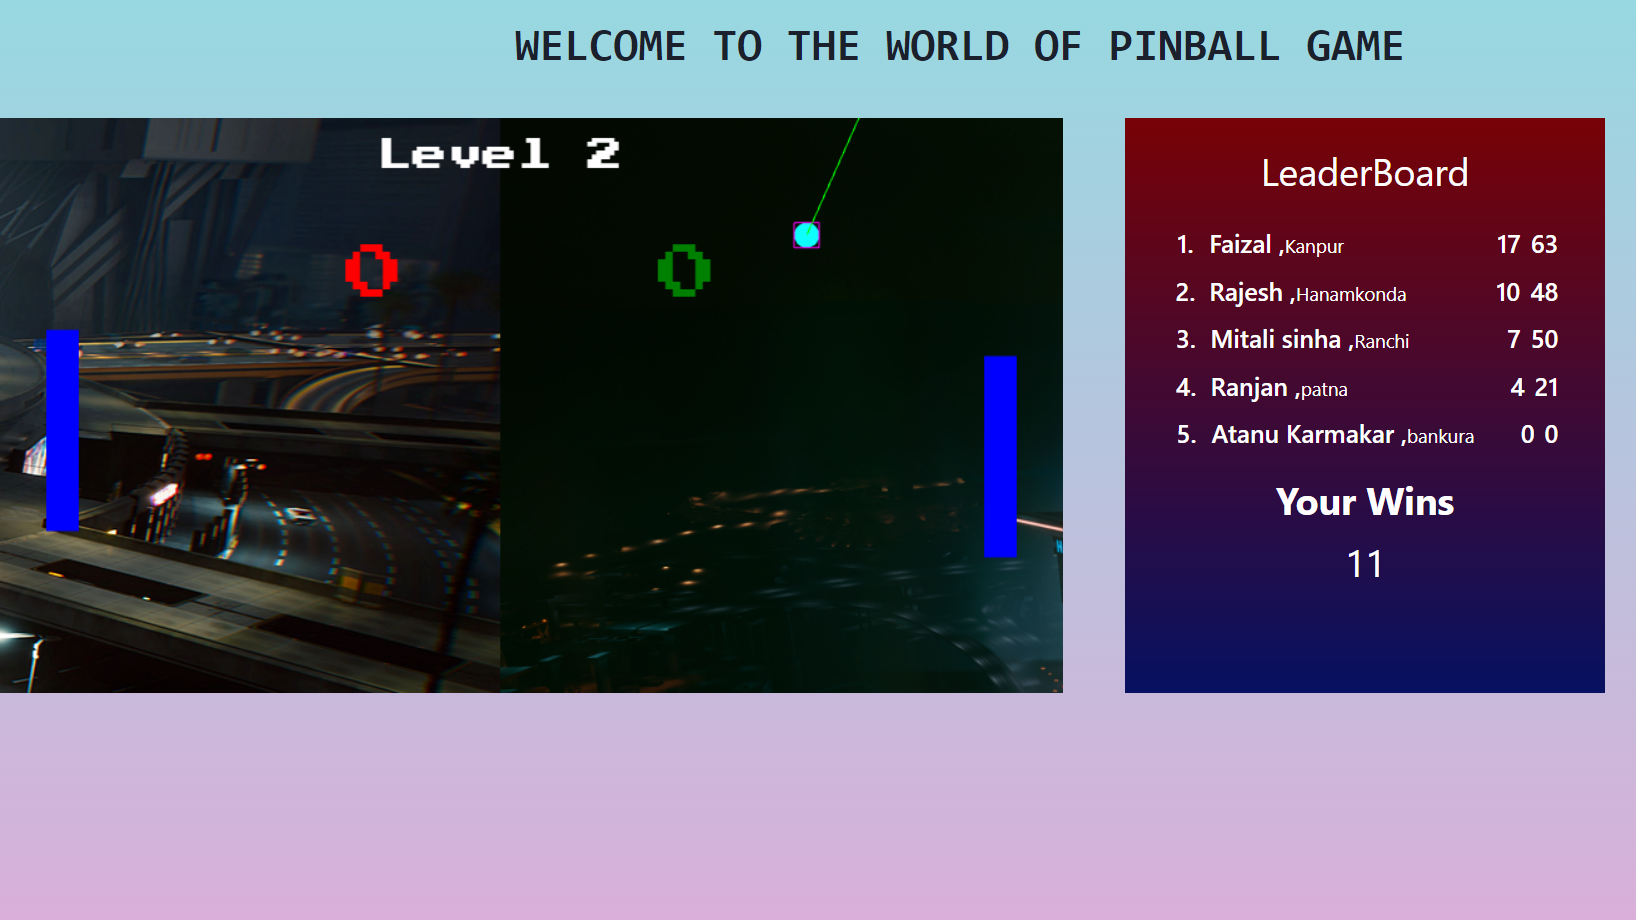 WELCOME TO THE WORLD OF PINBALL GAME
Level 2
0 0
LeaderBoard
1. Faizal ,Kanpur 17 63
2. Rajesh ,Hanamkonda 10 48
3. Mitali sinha ,Ranchi 7 50
4. Ranjan ,patna 4 21
5. Atanu Karmakar ,bankura 0 0
Your Wins
11